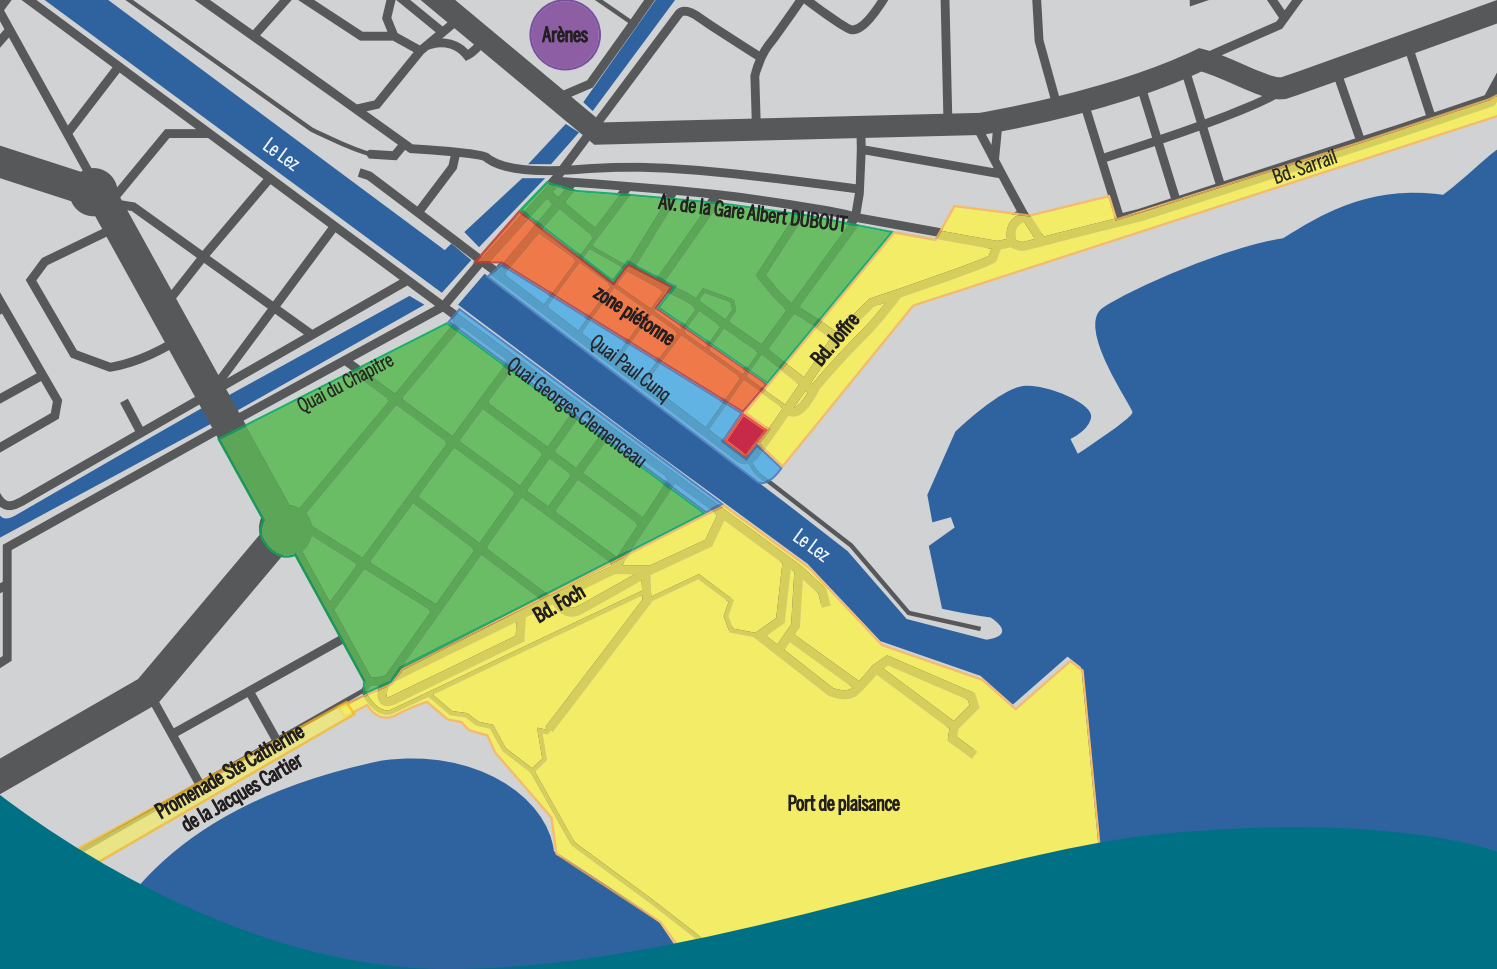 Arènes
Le Lez
Bd. Sarrail
Av. de la Gare Albert DUBOUT
zone piétonne
Quai Paul Cunq
Bd. Joffre
Quai du Chapitre
Quai Georges Clemenceau
Le Lez
Bd. Foch
Promenade Ste Catherine
de la Jacques Cartier
Port de plaisance